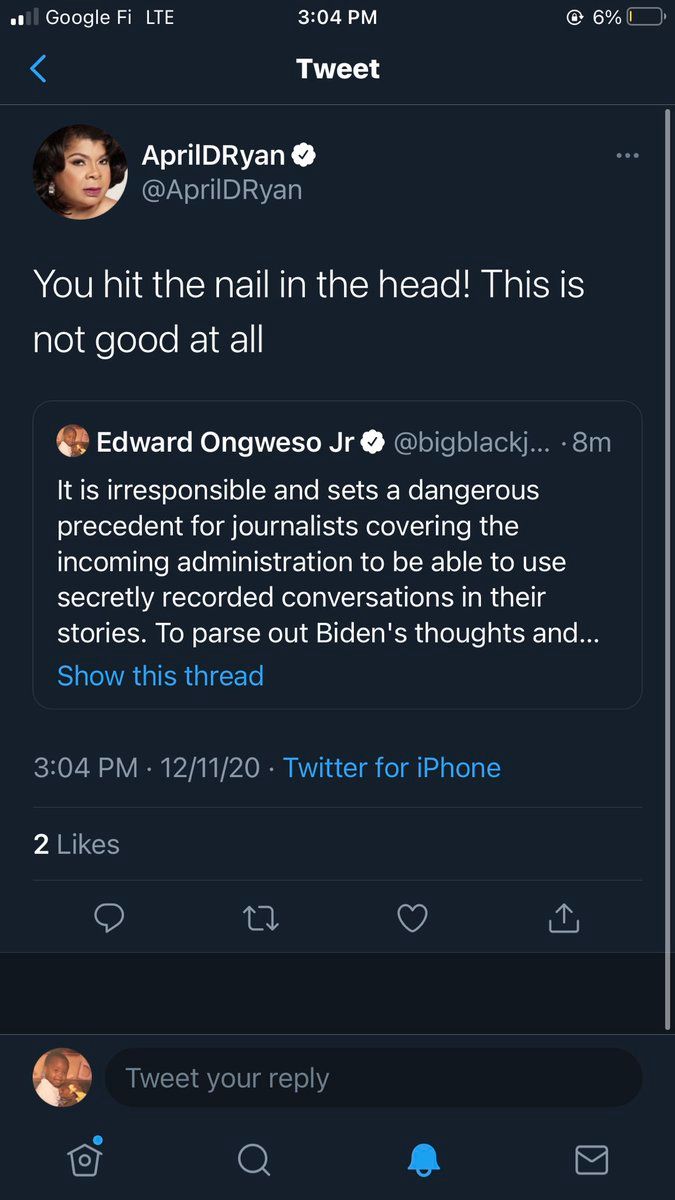 Google Fi LTE 3:04 PM 6%
Tweet
AprilDRyan
@AprilDRyan
You hit the nail in the head! This is
not good at all
Edward Ongweso Jr @bigblackj... · 8m
It is irresponsible and sets a dangerous
precedent for journalists covering the
incoming administration to be able to use
secretly recorded conversations in their
stories. To parse out Biden's thoughts and...
Show this thread
3:04 PM · 12/11/20 · Twitter for iPhone
2 Likes
Tweet your reply